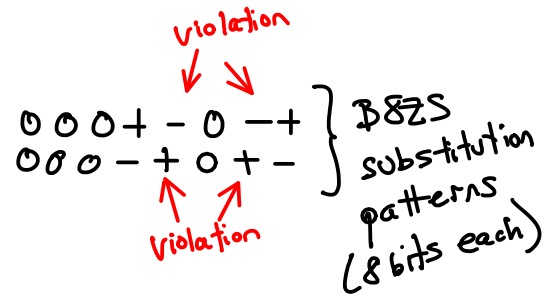 violation
000+-0-+
000-+0+-
violation
B8ZS
substitution
patterns
(8 bits each)